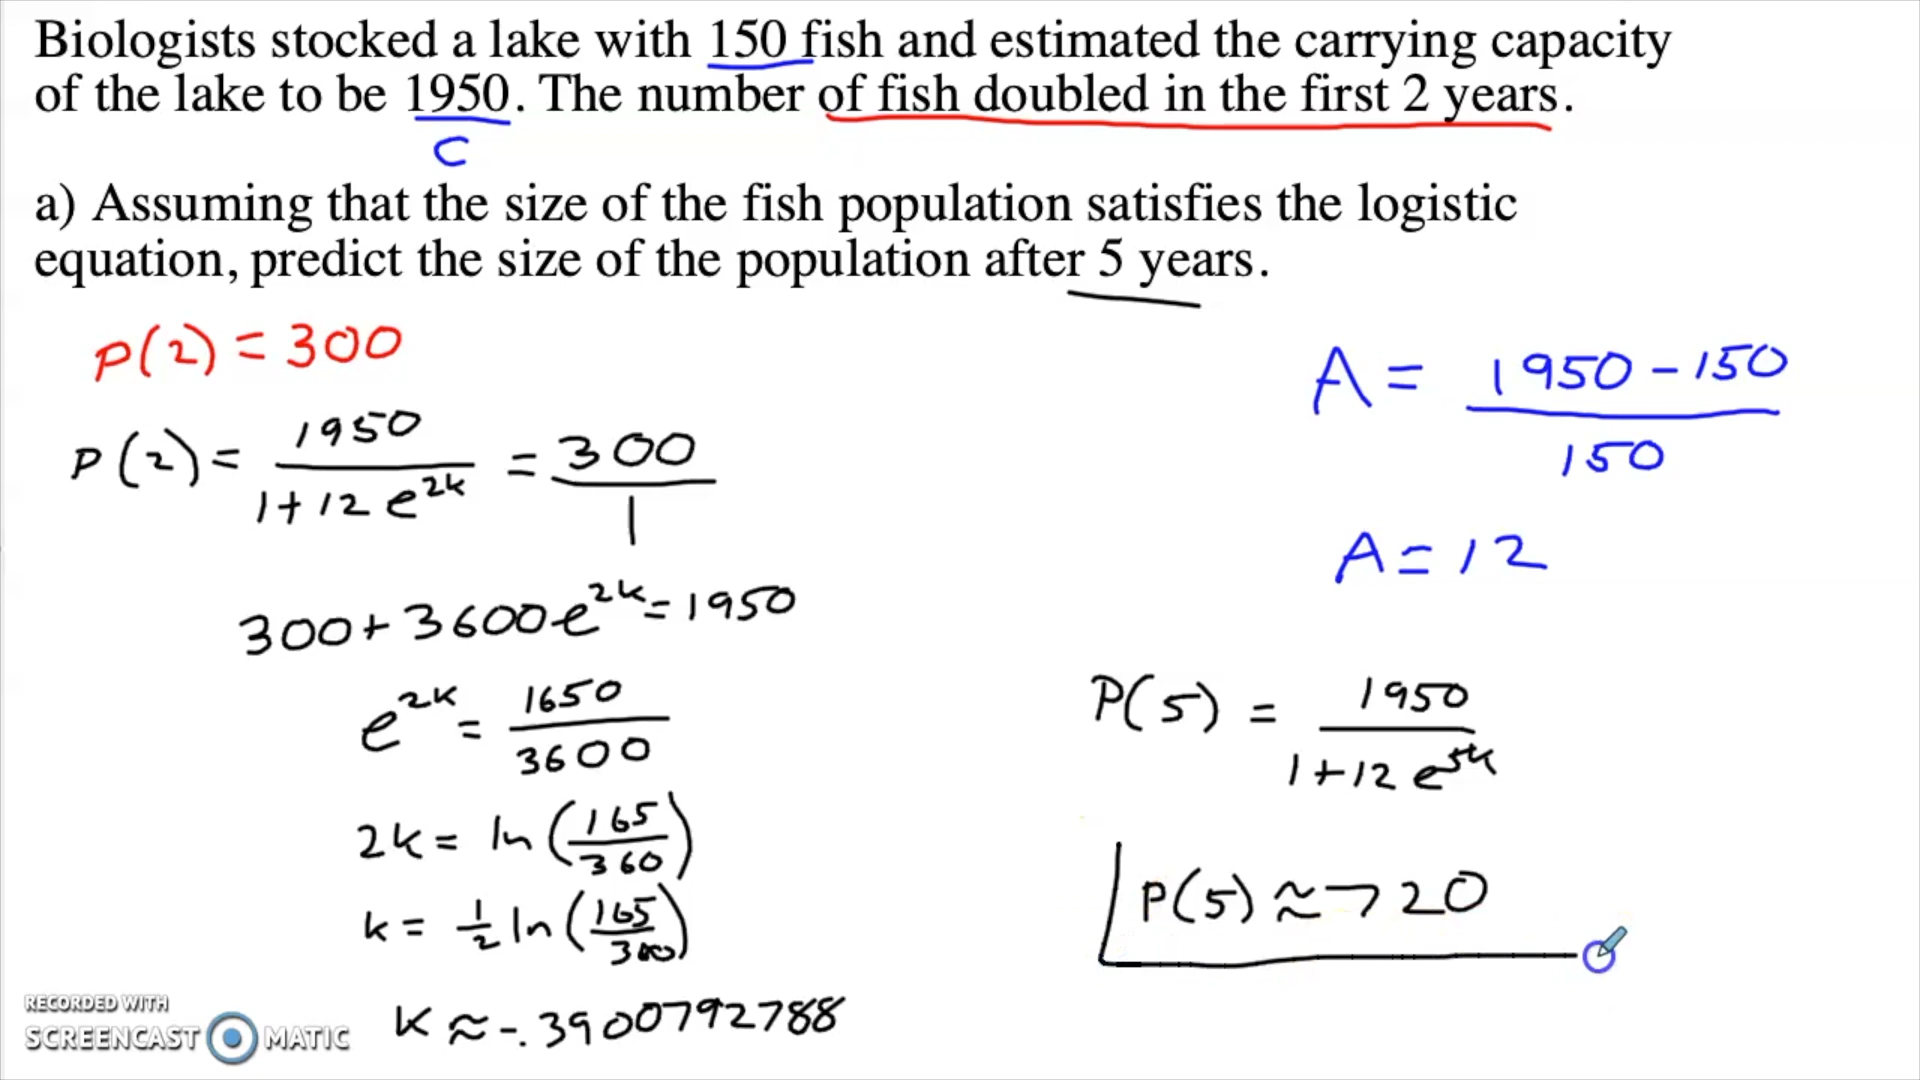 Biologists stocked a lake with 150 fish and estimated the carrying capacity
of the lake to be 1950. The number of fish doubled in the first 2 years.
C
a) Assuming that the size of the fish population satisfies the logistic
equation, predict the size of the population after 5 years.
P(2) = 300
P(2) = 1950 / (1+12e^{2k}) = 300/1
300 + 3600e^{2k} = 1950
e^{2k} = 1650/3600
2k = ln(165/360)
k = 1/2 ln(165/360)
k ≈ -.3900792788
A = (1950-150)/150
A = 12
P(5) = 1950 / (1+12e^{5k})
P(5) ≈ 720
RECORDED WITH
SCREENCAST MATIC